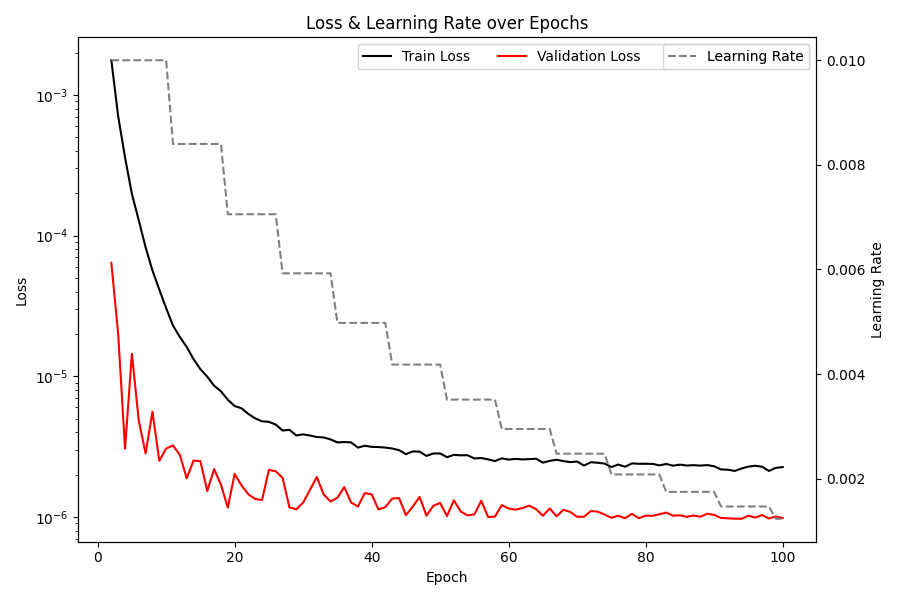 Loss & Learning Rate over Epochs
Train Loss Validation Loss Learning Rate
10⁻³
10⁻⁴
10⁻⁵
10⁻⁶
Loss
0.010
0.008
0.006
0.004
0.002
Learning Rate
0 20 40 60 80 100
Epoch